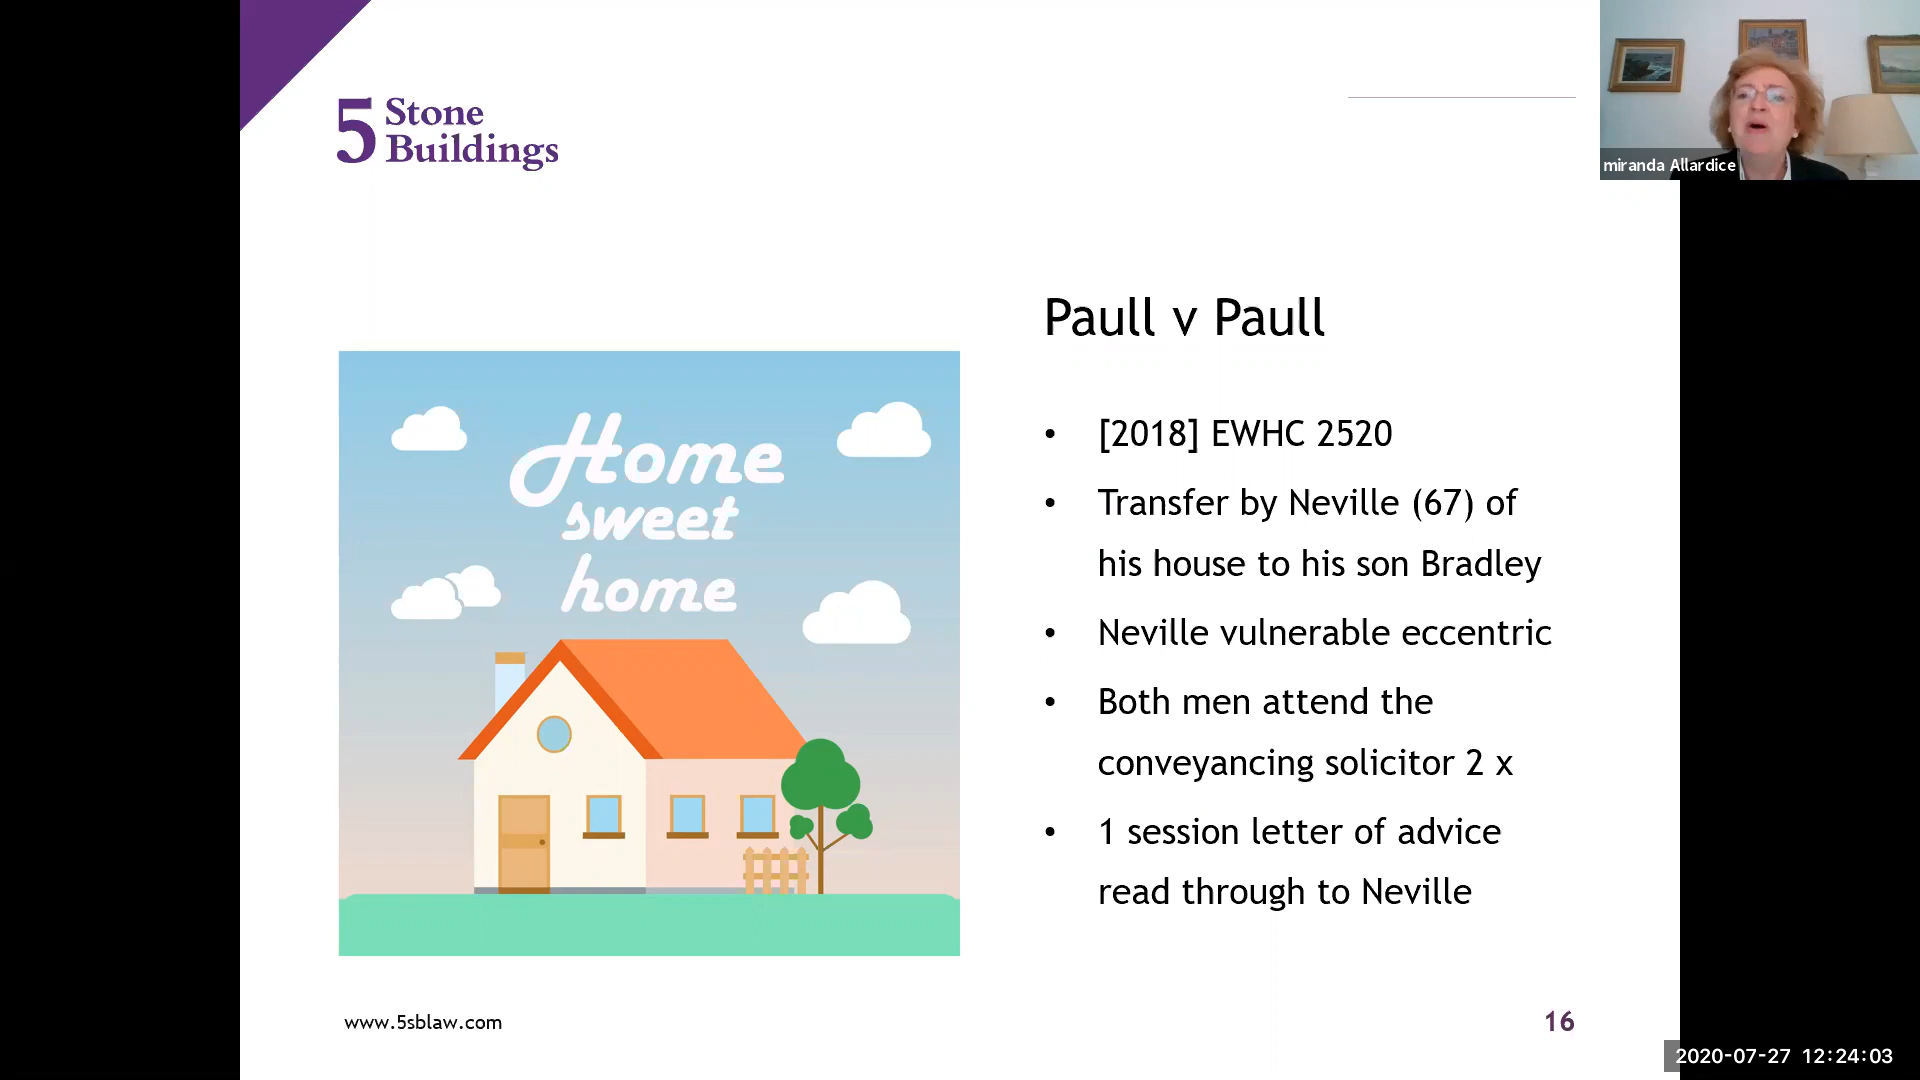 5 Stone
Buildings
miranda Allardice
Home
sweet
home
Paull v Paull
• [2018] EWHC 2520
• Transfer by Neville (67) of
his house to his son Bradley
• Neville vulnerable eccentric
• Both men attend the
conveyancing solicitor 2 x
• 1 session letter of advice
read through to Neville
www.5sblaw.com
16
2020-07-27 12:24:03